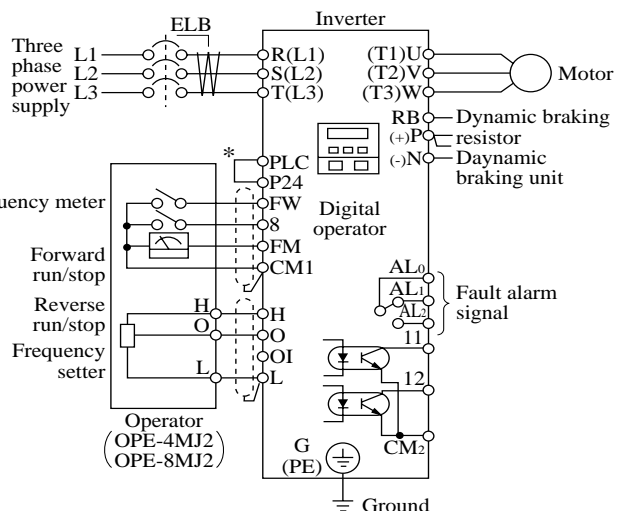 Inverter
ELB
Three
phase
power
supply
L1
L2
L3
R(L1)
S(L2)
T(L3)
(T1)U
(T2)V
(T3)W
Motor
RB
(+)P
(-)N
Dynamic braking
resistor
Daynamic
braking unit
*
PLC
P24
FW
8
FM
CM1
Digital
operator
uency meter
Forward
run/stop
Reverse
run/stop
Frequency
setter
H
O
L
H
O
OI
L
AL0
AL1
AL2
Fault alarm
signal
11
12
CM2
Operator
(OPE-4MJ2
OPE-8MJ2)
G
(PE)
Ground